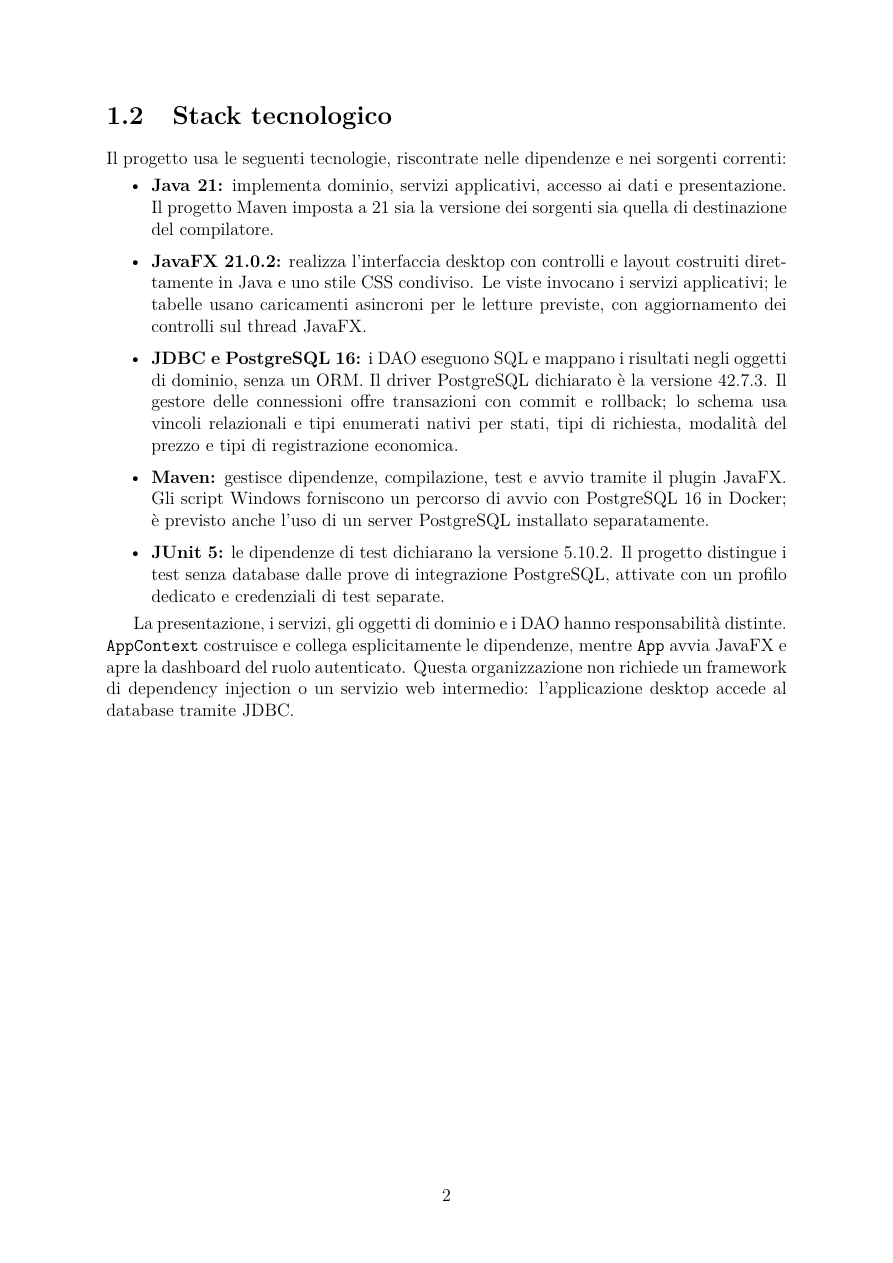 1.2 Stack tecnologico
Il progetto usa le seguenti tecnologie, riscontrate nelle dipendenze e nei sorgenti correnti:
• Java 21: implementa dominio, servizi applicativi, accesso ai dati e presentazione.
Il progetto Maven imposta a 21 sia la versione dei sorgenti sia quella di destinazione
del compilatore.
• JavaFX 21.0.2: realizza l'interfaccia desktop con controlli e layout costruiti diret-
tamente in Java e uno stile CSS condiviso. Le viste invocano i servizi applicativi; le
tabelle usano caricamenti asincroni per le letture previste, con aggiornamento dei
controlli sul thread JavaFX.
• JDBC e PostgreSQL 16: i DAO eseguono SQL e mappano i risultati negli oggetti
di dominio, senza un ORM. Il driver PostgreSQL dichiarato è la versione 42.7.3. Il
gestore delle connessioni offre transazioni con commit e rollback; lo schema usa
vincoli relazionali e tipi enumerati nativi per stati, tipi di richiesta, modalità del
prezzo e tipi di registrazione economica.
• Maven: gestisce dipendenze, compilazione, test e avvio tramite il plugin JavaFX.
Gli script Windows forniscono un percorso di avvio con PostgreSQL 16 in Docker;
è previsto anche l'uso di un server PostgreSQL installato separatamente.
• JUnit 5: le dipendenze di test dichiarano la versione 5.10.2. Il progetto distingue i
test senza database dalle prove di integrazione PostgreSQL, attivate con un profilo
dedicato e credenziali di test separate.
La presentazione, i servizi, gli oggetti di dominio e i DAO hanno responsabilità distinte.
AppContext costruisce e collega esplicitamente le dipendenze, mentre App avvia JavaFX e
apre la dashboard del ruolo autenticato. Questa organizzazione non richiede un framework
di dependency injection o un servizio web intermedio: l'applicazione desktop accede al
database tramite JDBC.
2